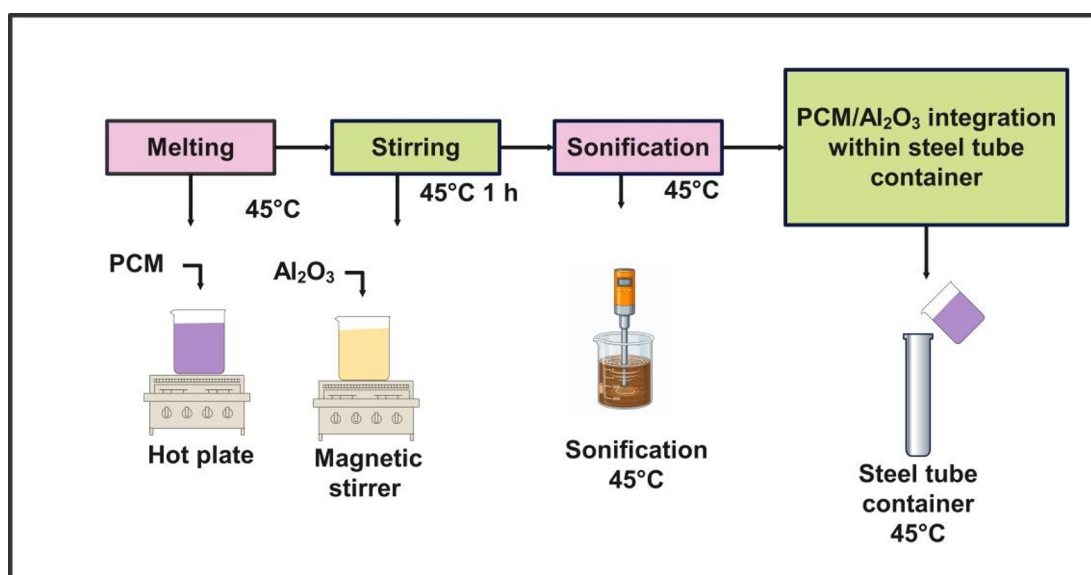 Melting
Stirring
Sonification
PCM/Al₂O₃ integration
within steel tube
container
45°C
45°C 1 h
45°C
PCM
Al₂O₃
Hot plate
Magnetic
stirrer
Sonification
45°C
Steel tube
container
45°C